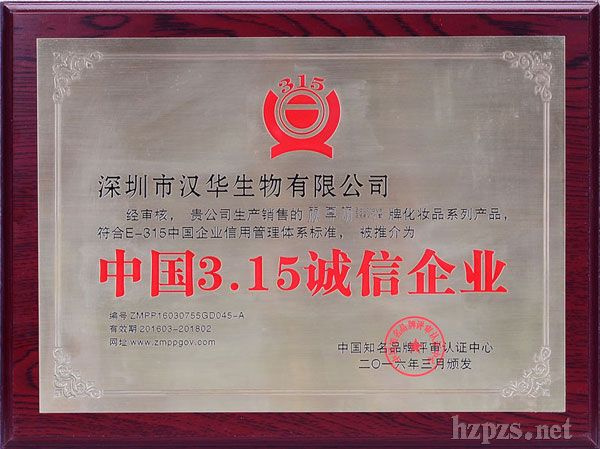 315
深圳市汉华生物有限公司
经审核， 贵公司生产销售的 牌化妆品系列产品，
符合E-315中国企业信用管理体系标准， 被推介为
中国3.15诚信企业
编号ZMPP16030755GD045-A
有效期201603-201802
网址www.zmppgov.com
中国知名品牌评审认证中心
二〇一六年三月颁发
hzpzs.net